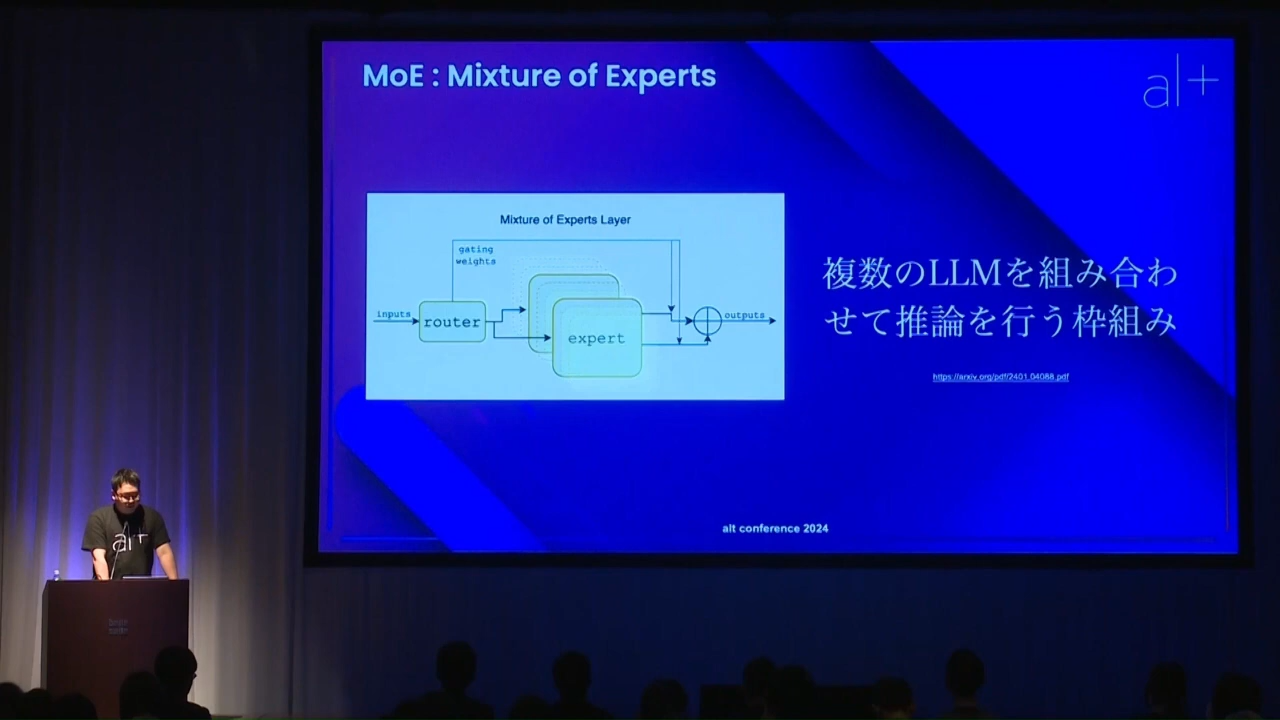 MoE : Mixture of Experts
al+
Mixture of Experts Layer
gating
weights
inputs
router
expert
outputs
複数のLLMを組み合わ
せて推論を行う枠組み
https://arxiv.org/pdf/2401.04088.pdf
alt conference 2024
al+